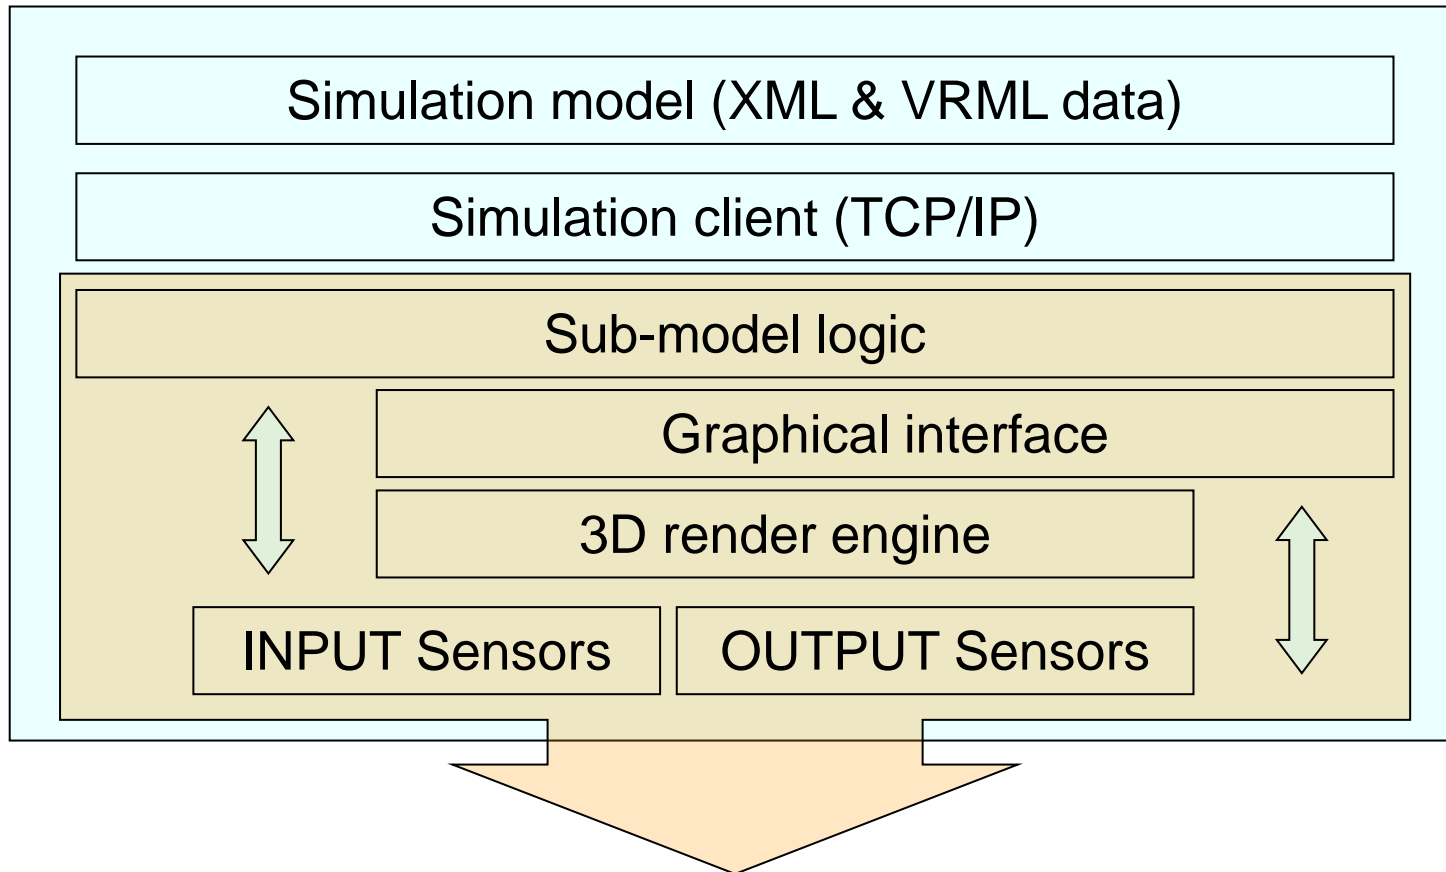 Simulation model (XML & VRML data)
Simulation client (TCP/IP)
Sub-model logic
Graphical interface
3D render engine
INPUT Sensors
OUTPUT Sensors